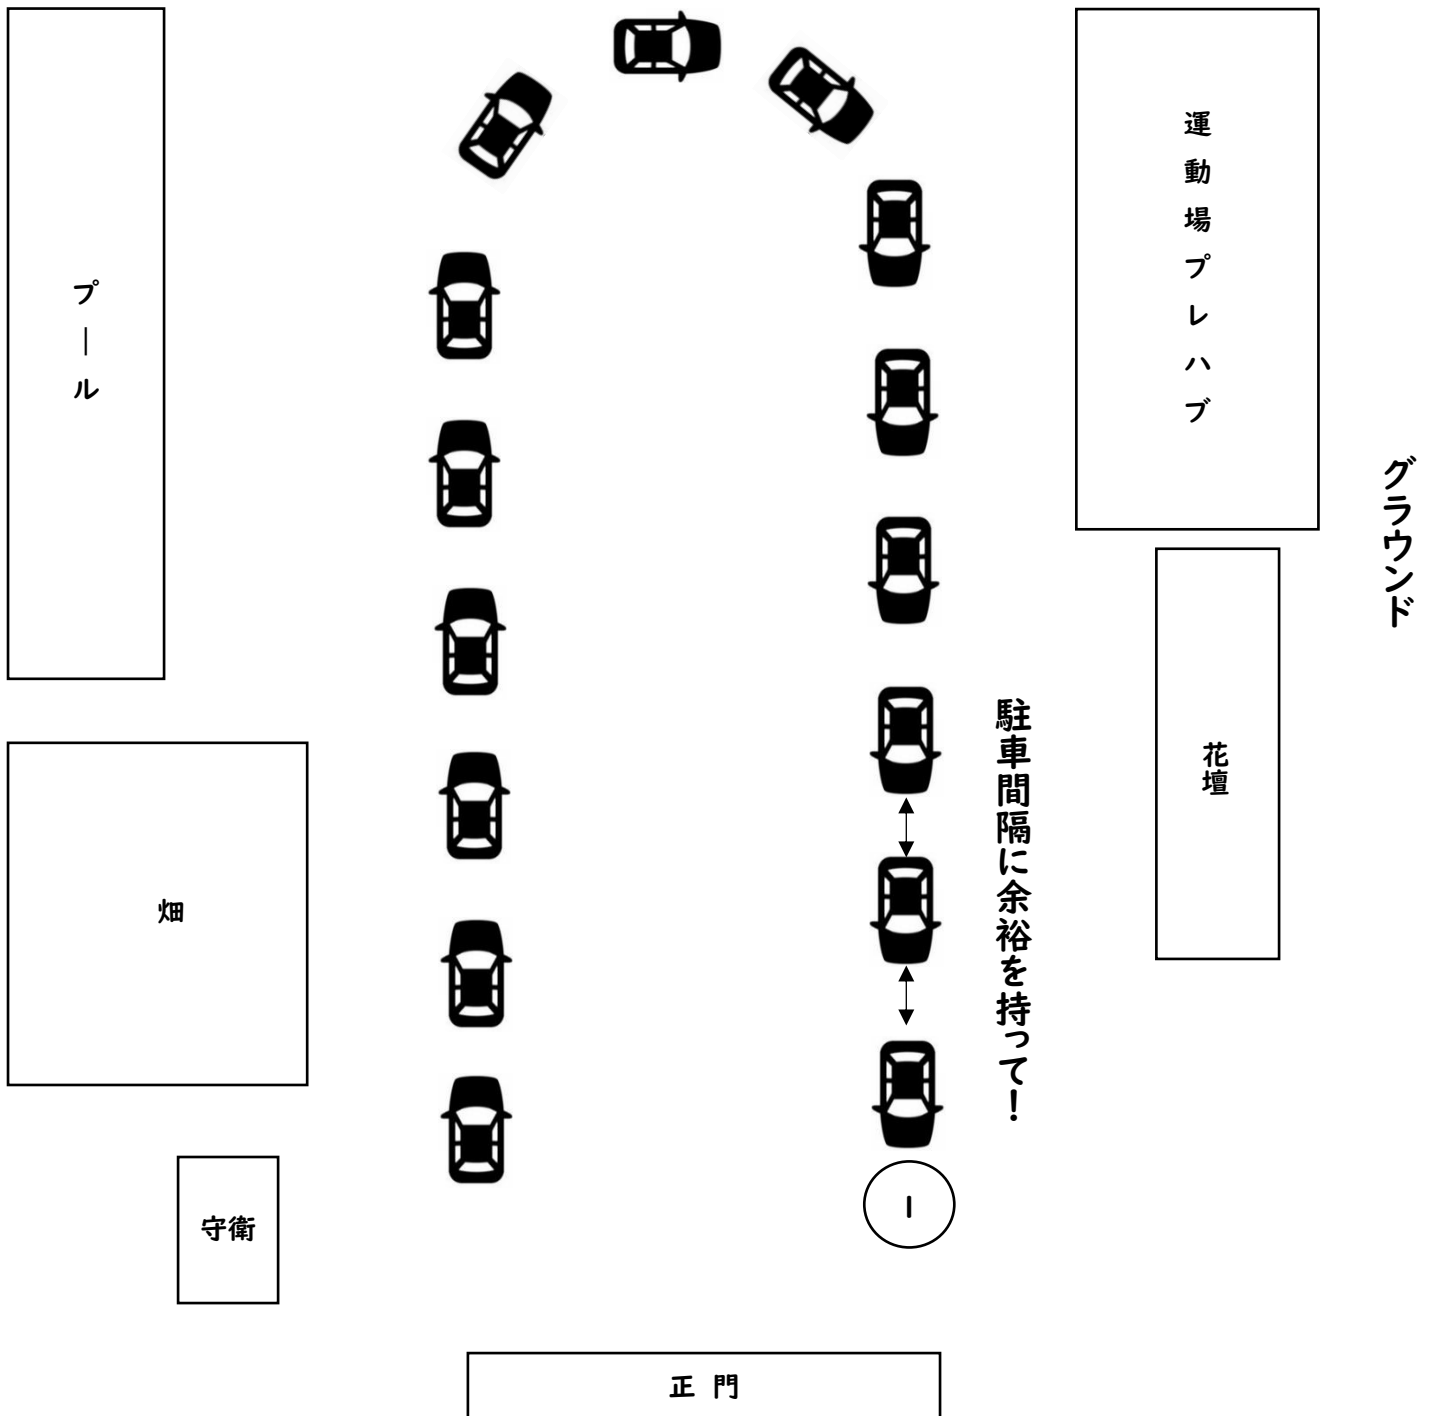 運動場プレハブ
プール
グラウンド
駐車間隔に余裕を持って！
花壇
畑
守衛
1
正門